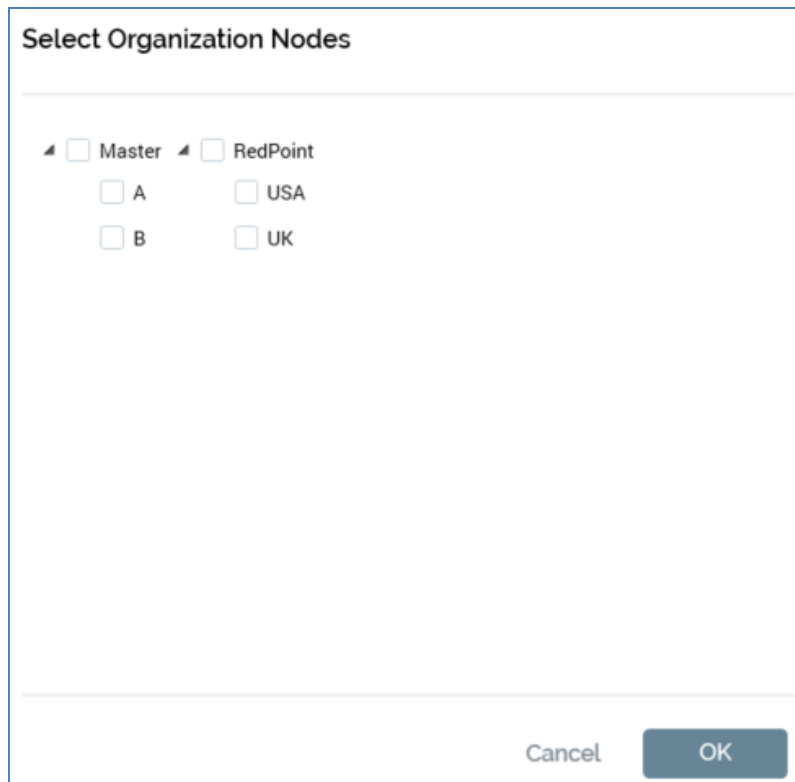 Select Organization Nodes
Master RedPoint
A USA
B UK
Cancel OK